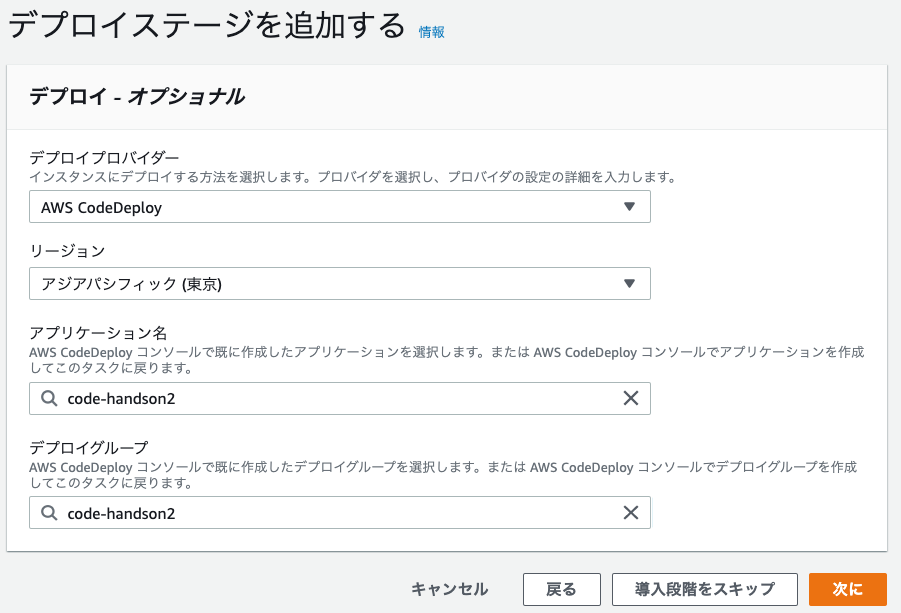 デプロイステージを追加する 情報
デプロイ - オプショナル
デプロイプロバイダー
インスタンスにデプロイする方法を選択します。プロバイダを選択し、プロバイダの設定の詳細を入力します。
AWS CodeDeploy
リージョン
アジアパシフィック (東京)
アプリケーション名
AWS CodeDeploy コンソールで既に作成したアプリケーションを選択します。または AWS CodeDeploy コンソールでアプリケーションを作成
してこのタスクに戻ります。
code-handson2
デプロイグループ
AWS CodeDeploy コンソールで既に作成したデプロイグループを選択します。または AWS CodeDeploy コンソールでデプロイグループを作成
してこのタスクに戻ります。
code-handson2
キャンセル 戻る 導入段階をスキップ 次に